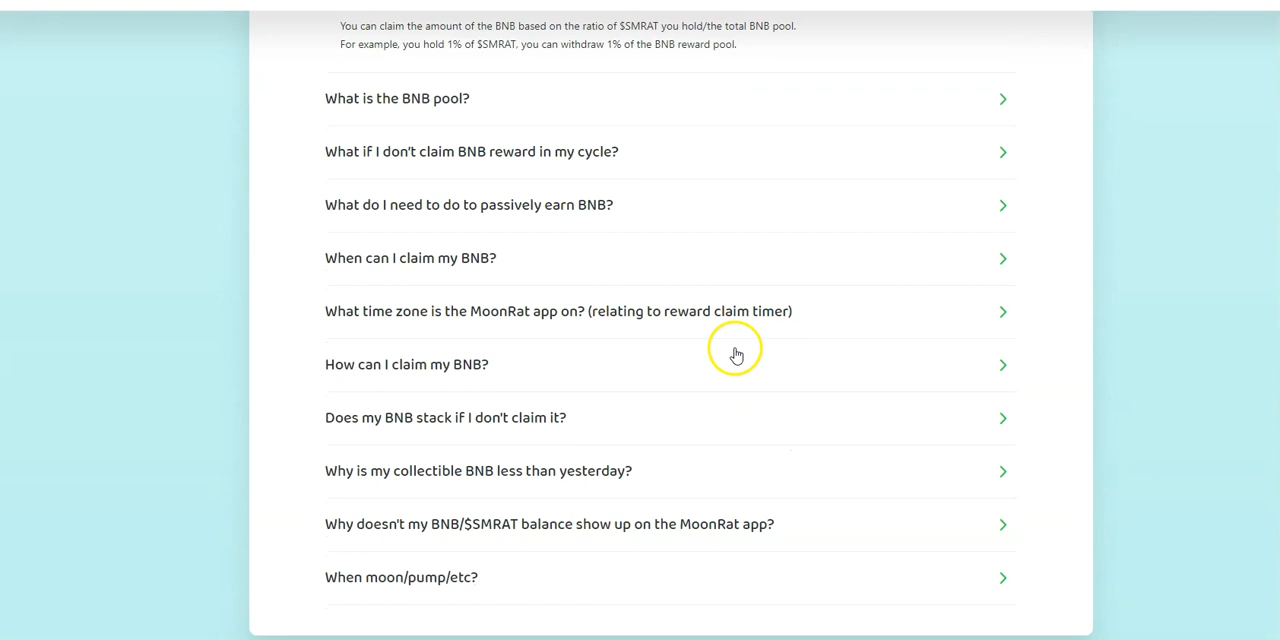 You can claim the amount of the BNB based on the ratio of $SMRAT you hold/the total BNB pool.
For example, you hold 1% of $SMRAT, you can withdraw 1% of the BNB reward pool.
What is the BNB pool?
What if I don't claim BNB reward in my cycle?
What do I need to do to passively earn BNB?
When can I claim my BNB?
What time zone is the MoonRat app on? (relating to reward claim timer)
How can I claim my BNB?
Does my BNB stack if I don't claim it?
Why is my collectible BNB less than yesterday?
Why doesn't my BNB/$SMRAT balance show up on the MoonRat app?
When moon/pump/etc?